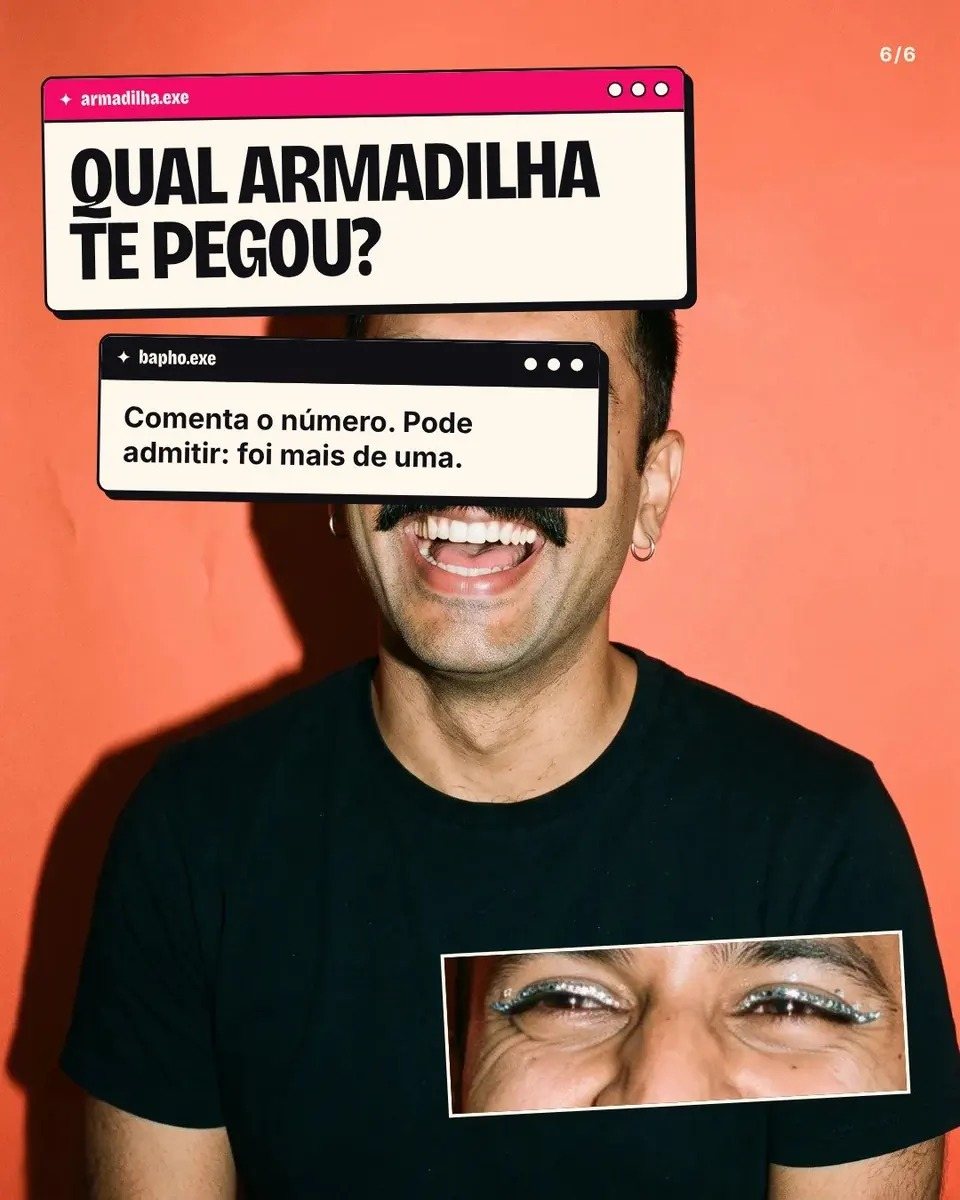 6/6
armadilha.exe
QUAL ARMADILHA
TE PEGOU?
bapho.exe
Comenta o número. Pode
admitir: foi mais de uma.